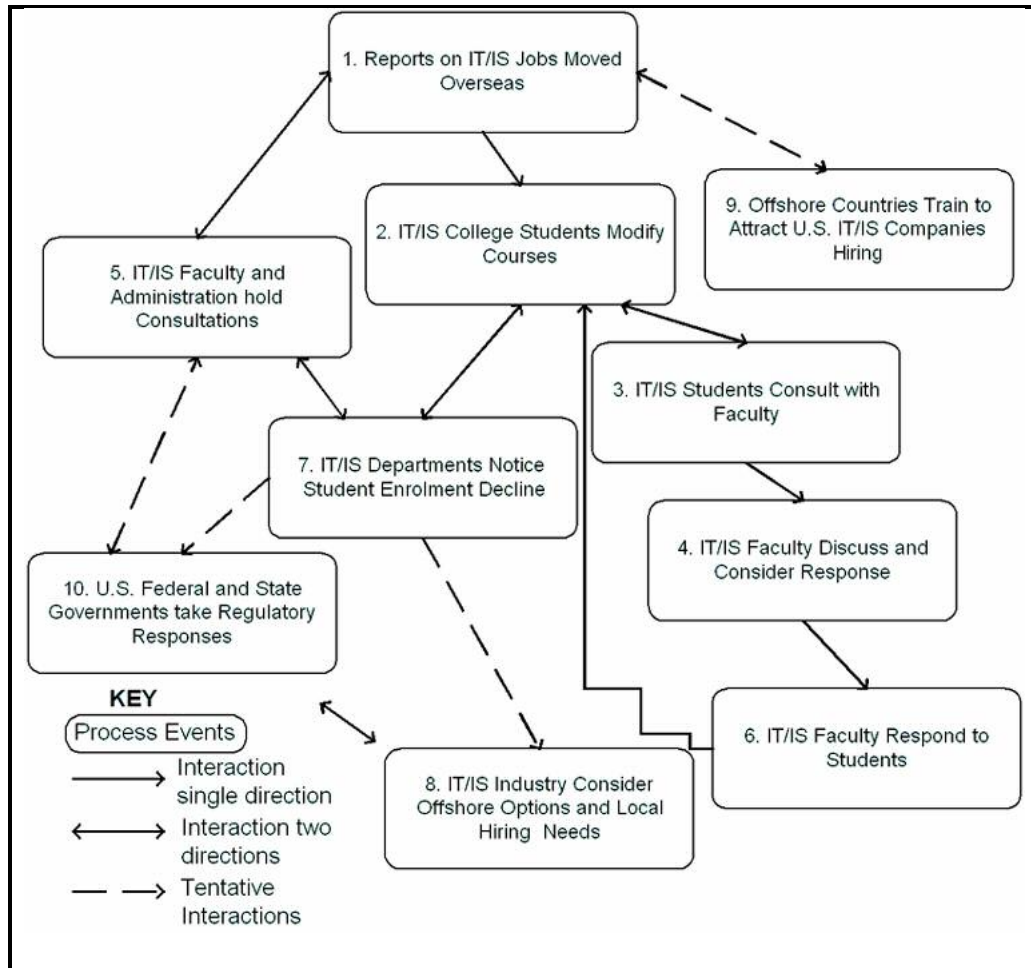 1. Reports on IT/IS Jobs Moved
Overseas
2. IT/IS College Students Modify
Courses
9. Offshore Countries Train to
Attract U.S. IT/IS Companies
Hiring
5. IT/IS Faculty and
Administration hold
Consultations
3. IT/IS Students Consult with
Faculty
7. IT/IS Departments Notice
Student Enrolment Decline
4. IT/IS Faculty Discuss and
Consider Response
10. U.S. Federal and State
Governments take Regulatory
Responses
6. IT/IS Faculty Respond to
Students
8. IT/IS Industry Consider
Offshore Options and Local
Hiring Needs
KEY
Process Events
Interaction
single direction
Interaction two
directions
Tentative
Interactions